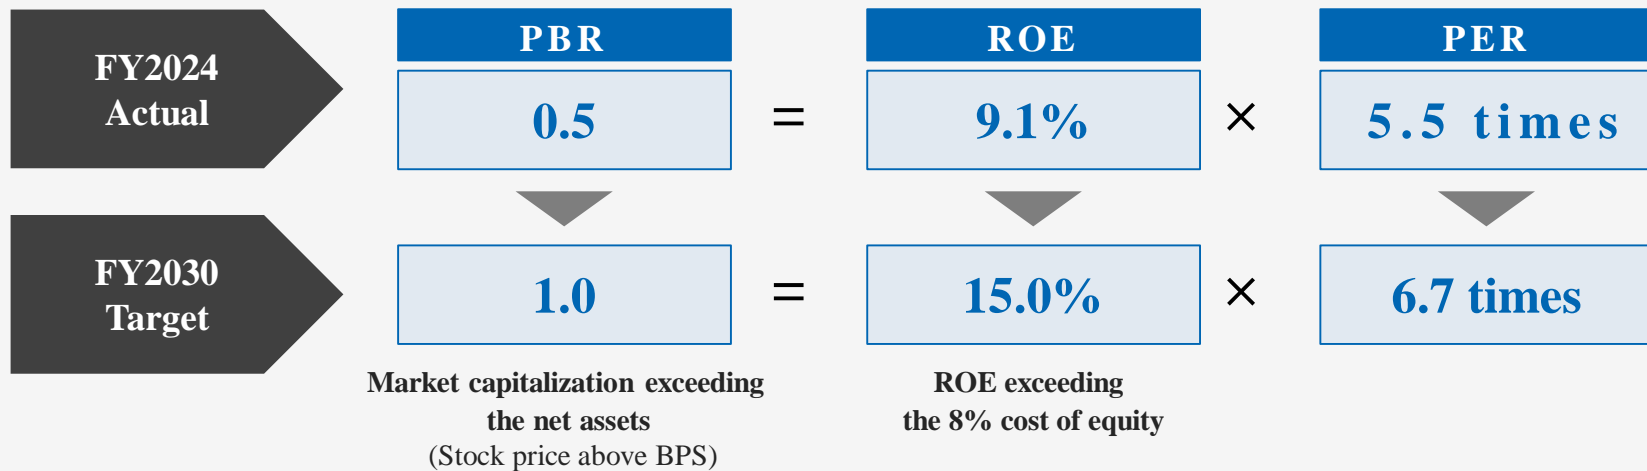 PBR
ROE
PER
FY2024
Actual
0.5
=
9.1%
×
5.5 times
FY2030
Target
1.0
=
15.0%
×
6.7 times
Market capitalization exceeding
the net assets
(Stock price above BPS)
ROE exceeding
the 8% cost of equity